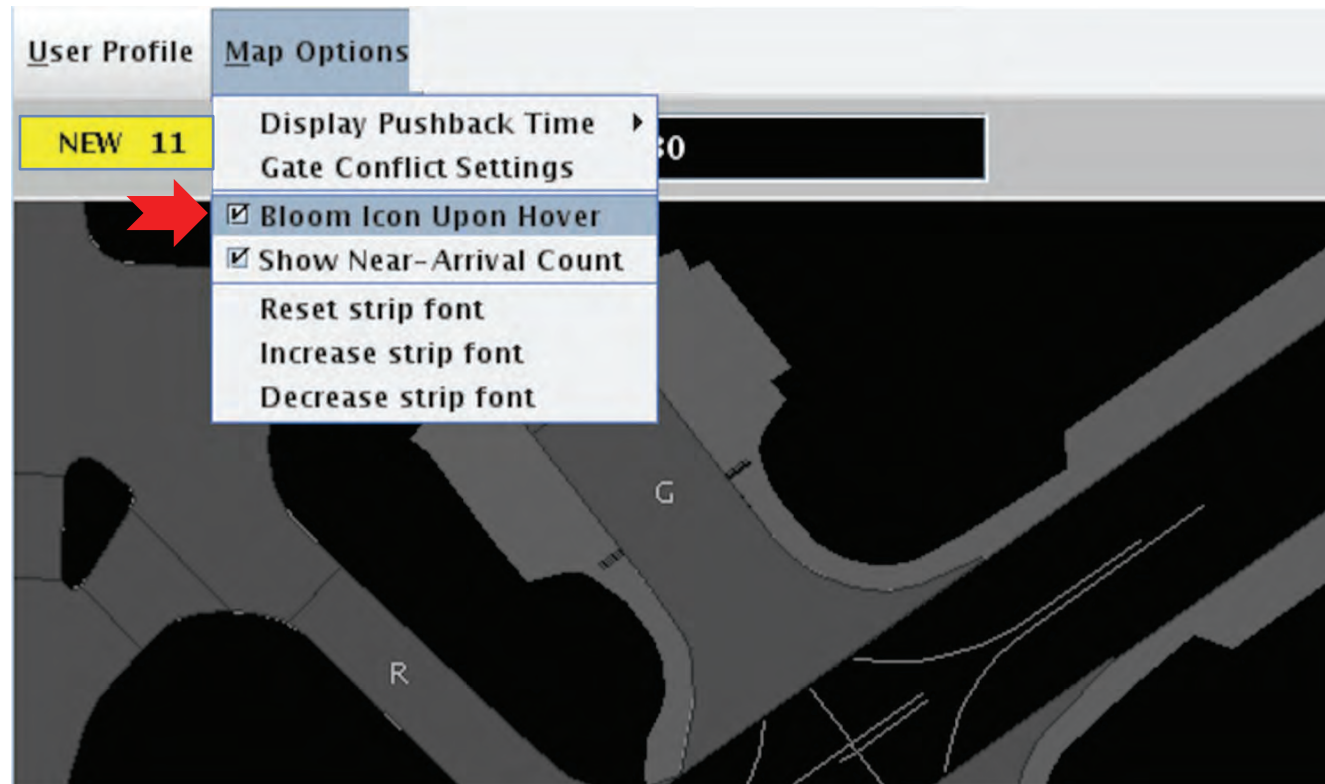 User Profile Map Options
NEW 11
Display Pushback Time
Gate Conflict Settings
Bloom Icon Upon Hover
Show Near-Arrival Count
Reset strip font
Increase strip font
Decrease strip font
G
R